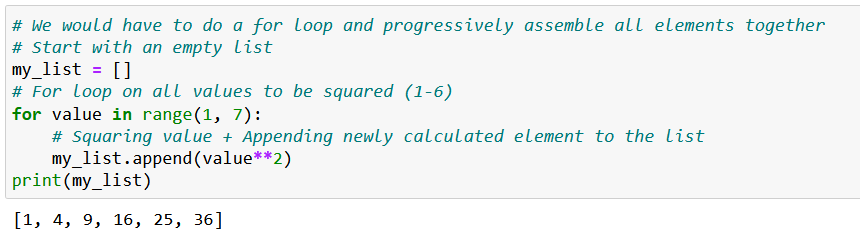 # We would have to do a for loop and progressively assemble all elements together
# Start with an empty list
my_list = []
# For loop on all values to be squared (1-6)
for value in range(1, 7):
    # Squaring value + Appending newly calculated element to the list
    my_list.append(value**2)
print(my_list)
[1, 4, 9, 16, 25, 36]